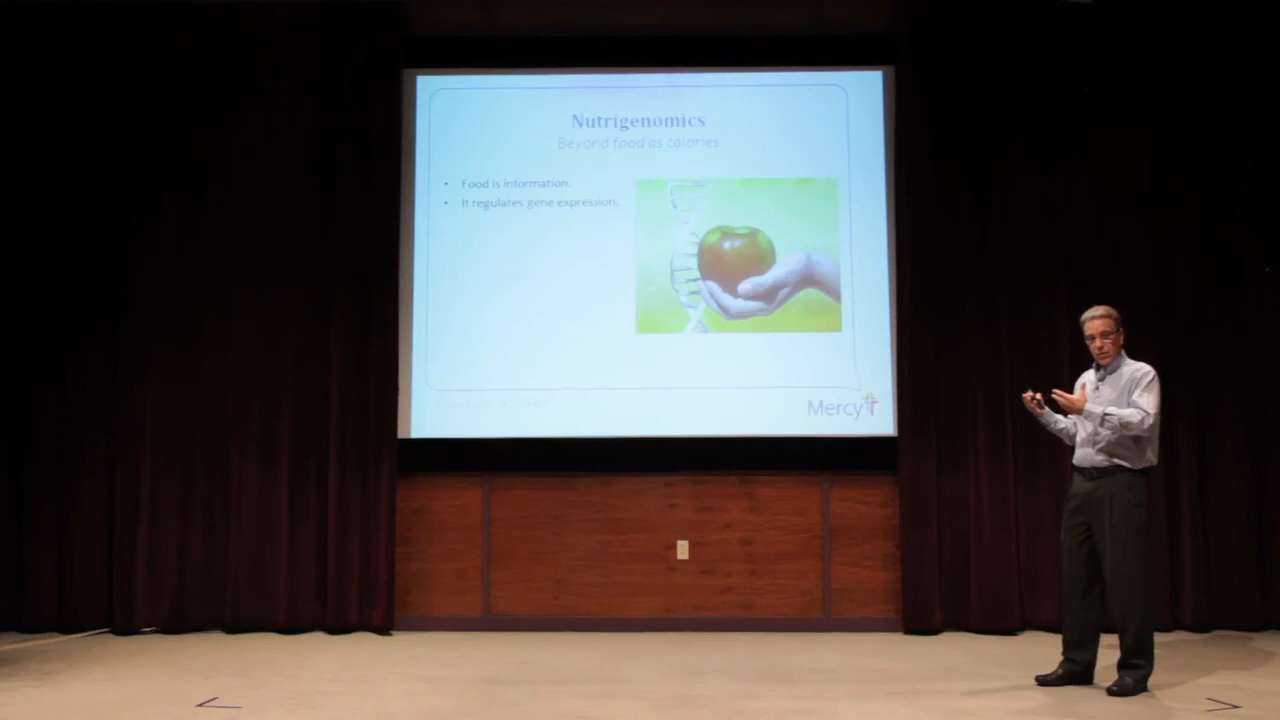 Nutrigenomics
Beyond food as calories
• Food is information.
• It regulates gene expression.
Mercy